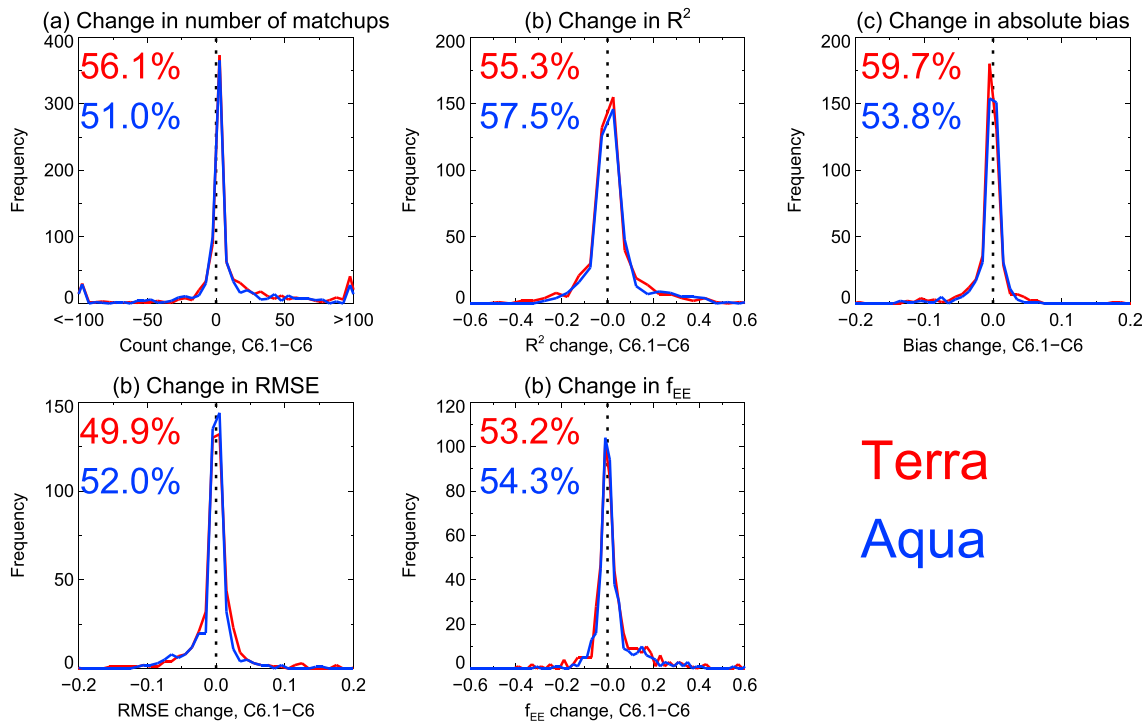 (a) Change in number of matchups
400
300
200
100
0
56.1%
51.0%
Frequency
<−100 −50 0 50 >100
Count change, C6.1−C6
(b) Change in R²
200
150
100
50
0
55.3%
57.5%
Frequency
−0.6 −0.4 −0.2 −0.0 0.2 0.4 0.6
R² change, C6.1−C6
(c) Change in absolute bias
200
150
100
50
0
59.7%
53.8%
Frequency
−0.2 −0.1 0.0 0.1 0.2
Bias change, C6.1−C6
(b) Change in RMSE
150
100
50
0
49.9%
52.0%
Frequency
−0.2 −0.1 0.0 0.1 0.2
RMSE change, C6.1−C6
(b) Change in fEE
120
100
80
60
40
20
0
53.2%
54.3%
Frequency
−0.6 −0.4 −0.2 −0.0 0.2 0.4 0.6
fEE change, C6.1−C6
Terra
Aqua